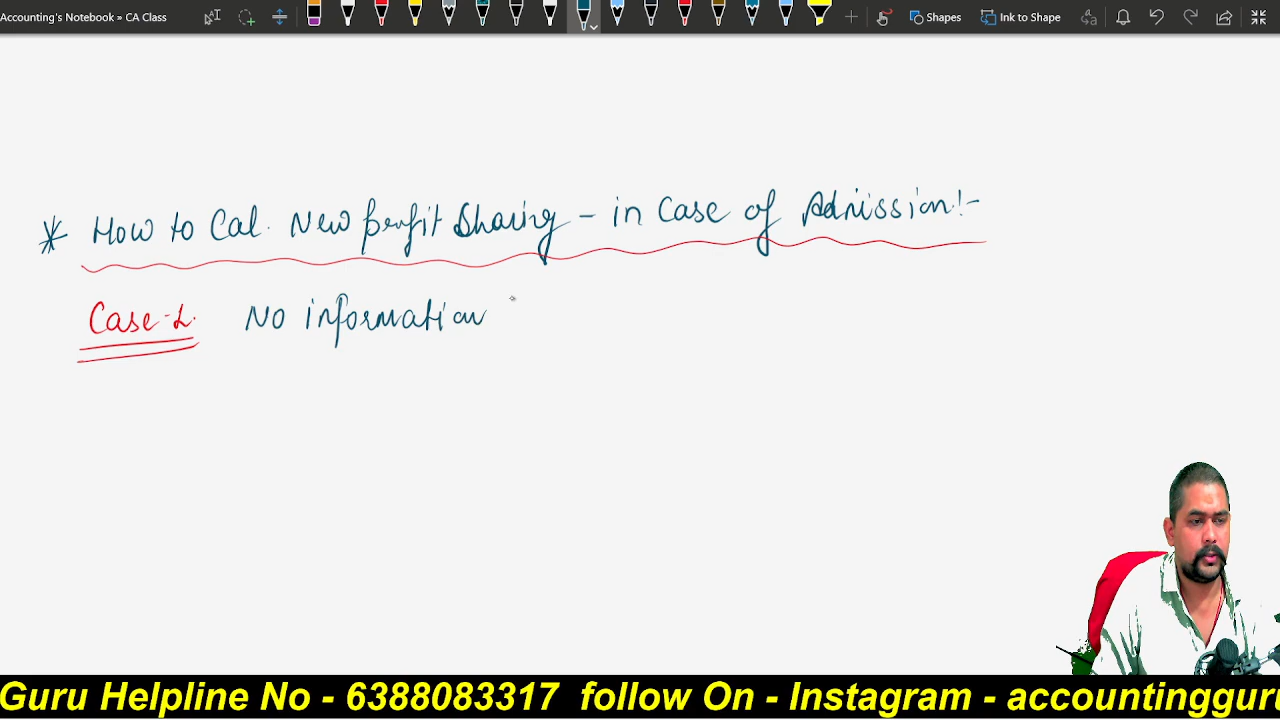 Accounting's Notebook » CA Class
Shapes
Ink to Shape
* How to Cal. New profit Sharing - in Case of Admission:-
Case-1. No information
Guru Helpline No - 6388083317 follow On - Instagram - accountingguru